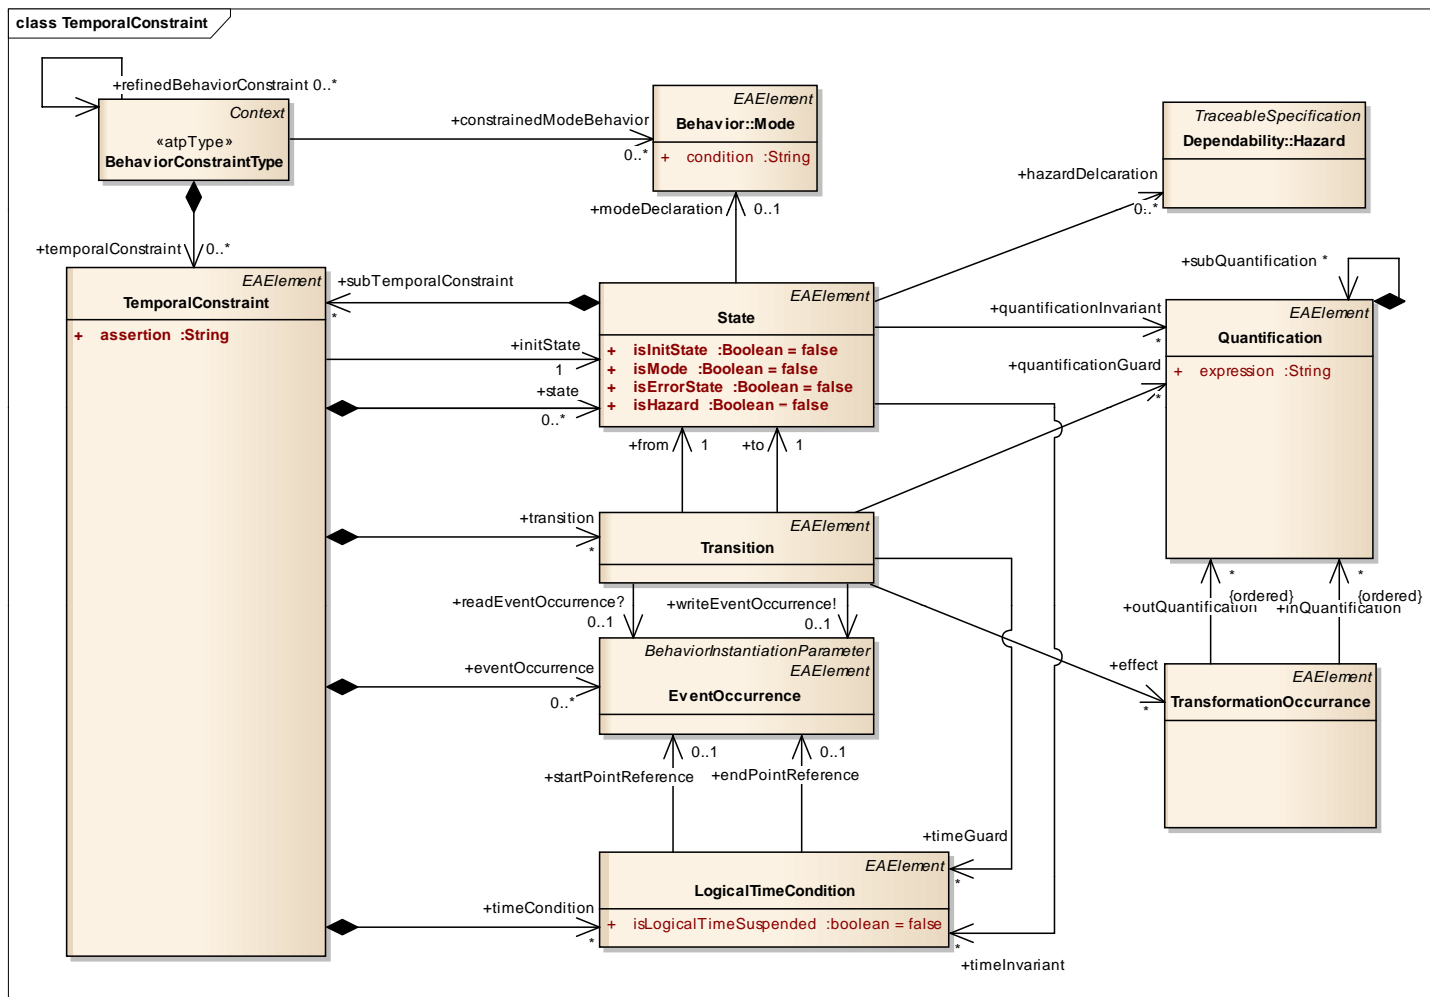 class TemporalConstraint
+refinedBehaviorConstraint 0..*
Context
«atpType»
BehaviorConstraintType
+constrainedModeBehavior
0..*
EAElement
Behavior::Mode
+ condition :String
TraceableSpecification
Dependability::Hazard
+hazardDelcaration
0..*
+modeDeclaration
0..1
+temporalConstraint
0..*
EAElement
TemporalConstraint
+ assertion :String
+subTemporalConstraint
*
EAElement
State
+ isInitState :Boolean = false
+ isMode :Boolean = false
+ isErrorState :Boolean = false
+ isHazard :Boolean = false
+initState
1
+state
0..*
+subQuantification *
+quantificationInvariant
*
EAElement
Quantification
+ expression :String
+quantificationGuard
*
+from
1
+to
1
+transition
*
EAElement
Transition
+readEventOccurrence?
0..1
+writeEventOccurrence!
0..1
*
{ordered}
+outQuantification
*
{ordered}
+inQuantification
BehaviorInstantiationParameter
EAElement
EventOccurrence
+eventOccurrence
0..*
+effect
*
EAElement
TransformationOccurrance
0..1
+startPointReference
0..1
+endPointReference
+timeGuard
*
EAElement
LogicalTimeCondition
+ isLogicalTimeSuspended :boolean = false
+timeCondition
*
*
+timeInvariant